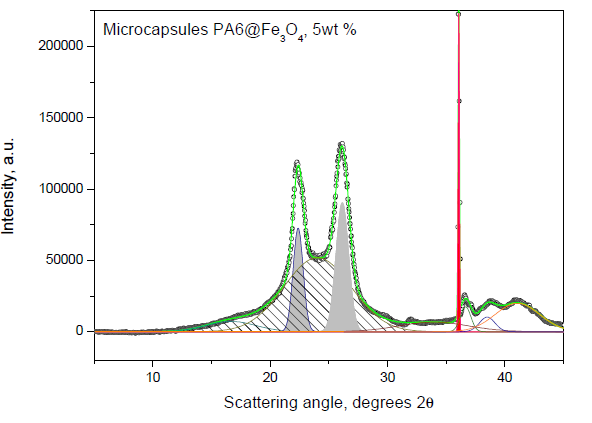 Microcapsules PA6@Fe₃O₄, 5wt %
200000
150000
100000
50000
0
Intensity, a.u.
10 20 30 40
Scattering angle, degrees 2θ